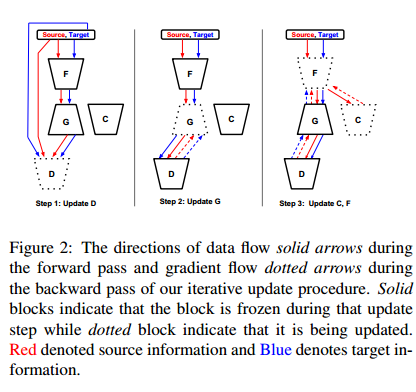 Source, Target
Source, Target
Source, Target
F
F
F
G
C
G
C
G
C
D
D
D
Step 1: Update D
Step 2: Update G
Step 3: Update C, F
Figure 2: The directions of data flow solid arrows during
the forward pass and gradient flow dotted arrows during
the backward pass of our iterative update procedure. Solid
blocks indicate that the block is frozen during that update
step while dotted block indicate that it is being updated.
Red denoted source information and Blue denotes target in-
formation.